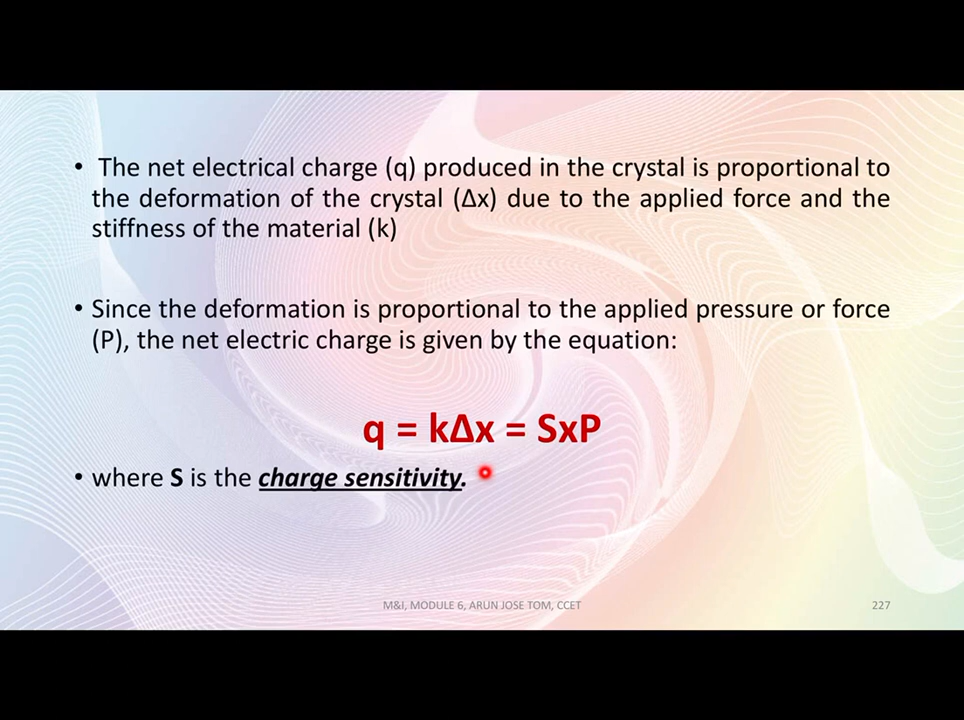 • The net electrical charge (q) produced in the crystal is proportional to
the deformation of the crystal (Δx) due to the applied force and the
stiffness of the material (k)
• Since the deformation is proportional to the applied pressure or force
(P), the net electric charge is given by the equation:
q = kΔx = SxP
• where S is the charge sensitivity.
M&I, MODULE 6, ARUN JOSE TOM, CCET
227